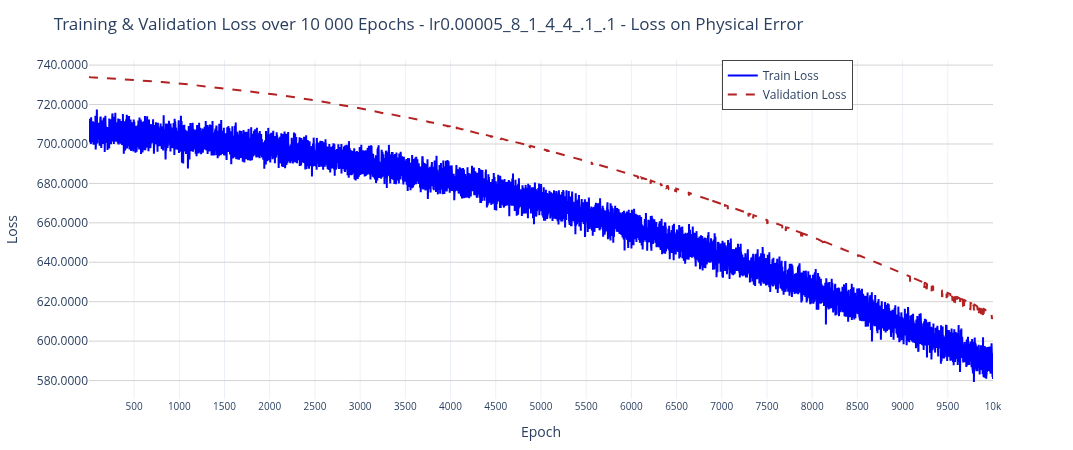 Training & Validation Loss over 10 000 Epochs - lr0.00005_8_1_4_4_.1_.1 - Loss on Physical Error
Train Loss
Validation Loss
740.0000
720.0000
700.0000
680.0000
660.0000
640.0000
620.0000
600.0000
580.0000
Loss
500 1000 1500 2000 2500 3000 3500 4000 4500 5000 5500 6000 6500 7000 7500 8000 8500 9000 9500 10k
Epoch